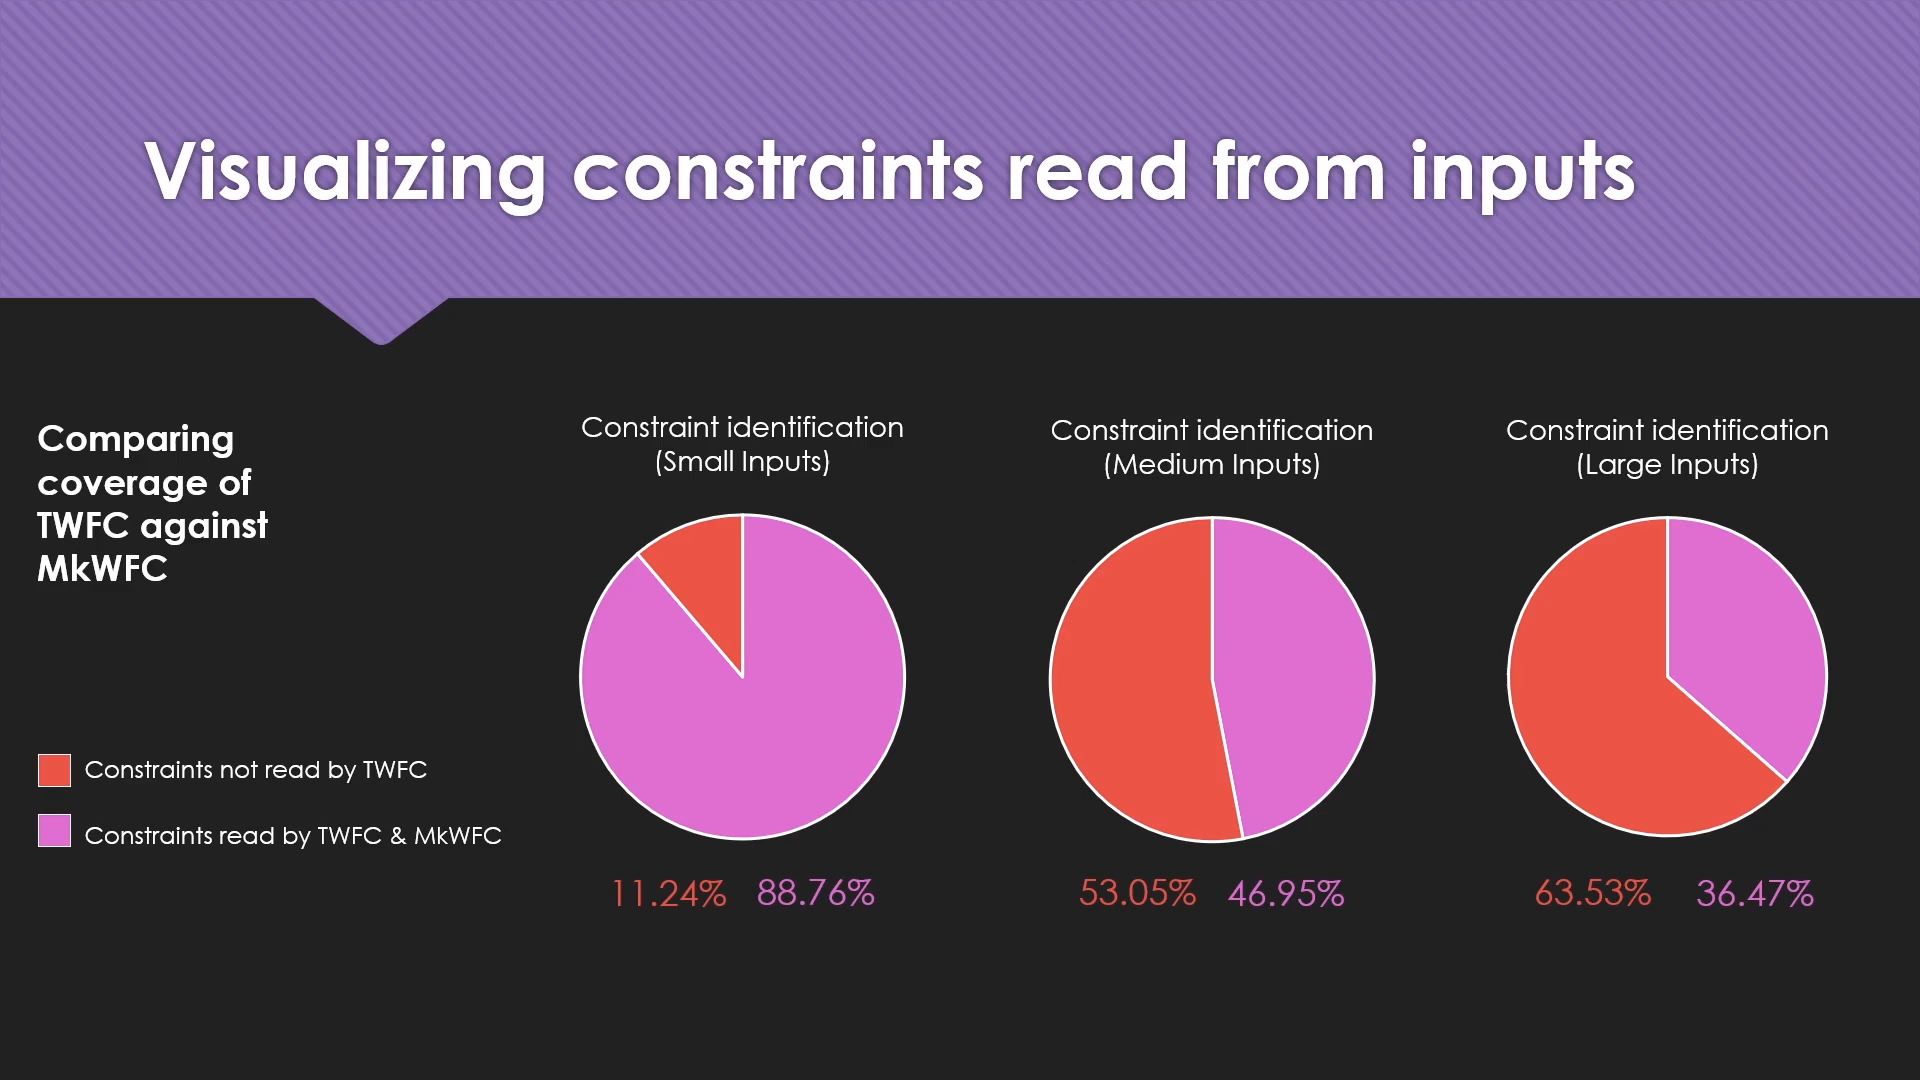 Visualizing constraints read from inputs
Comparing
coverage of
TWFC against
MkWFC
Constraints not read by TWFC
Constraints read by TWFC & MkWFC
Constraint identification
(Small Inputs)
11.24% 88.76%
Constraint identification
(Medium Inputs)
53.05% 46.95%
Constraint identification
(Large Inputs)
63.53% 36.47%